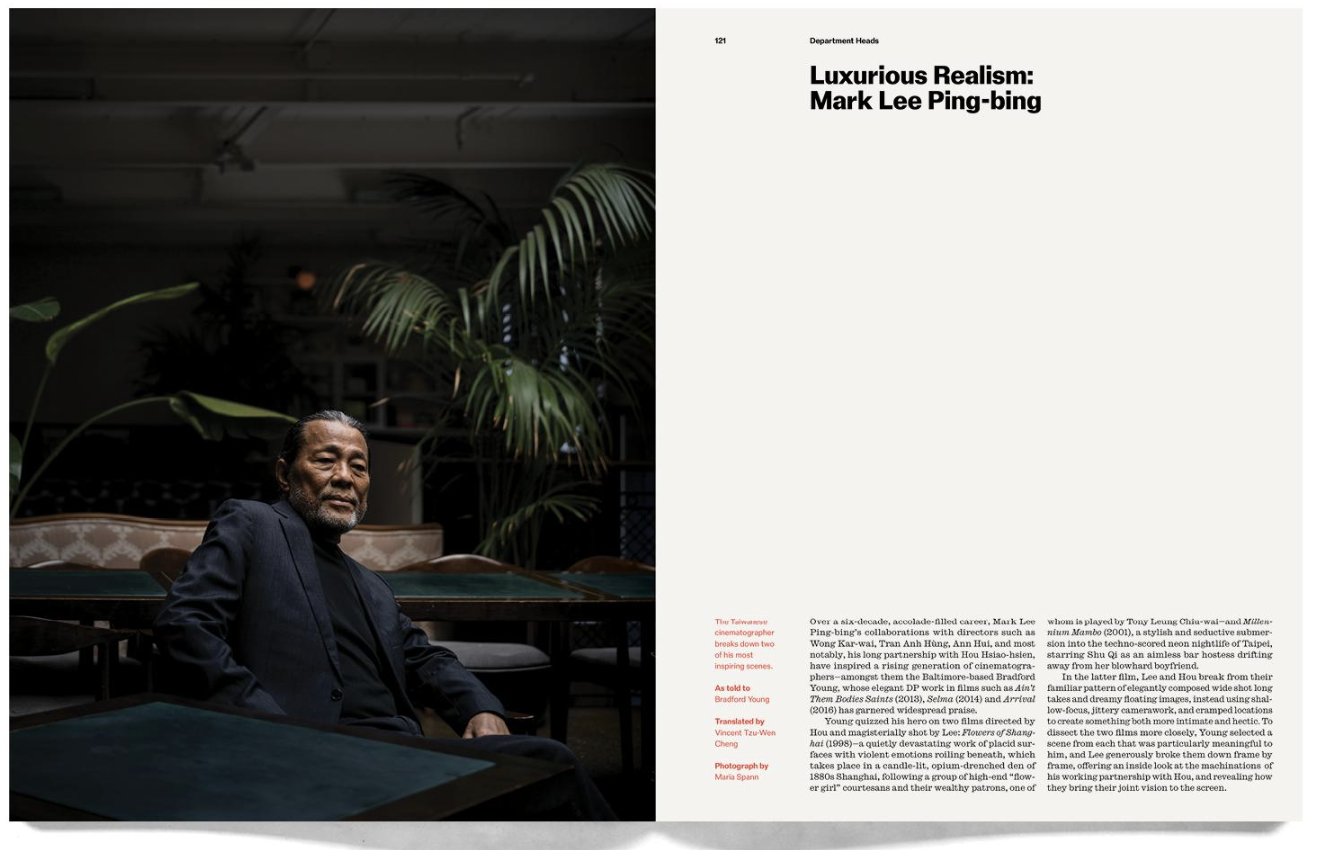 121
Department Heads
Luxurious Realism:
Mark Lee Ping-bing
The Taiwanese
cinematographer
breaks down two
of his most
inspiring scenes.
As told to
Bradford Young
Translated by
Vincent Tzu-Wen
Cheng
Photograph by
Maria Spann
Over a six-decade, accolade-filled career, Mark Lee
Ping-bing's collaborations with directors such as
Wong Kar-wai, Tran Anh Hùng, Ann Hui, and most
notably, his long partnership with Hou Hsiao-hsien,
have inspired a rising generation of cinematogra-
phers—amongst them the Baltimore-based Bradford
Young, whose elegant DP work in films such as Ain't
Them Bodies Saints (2013), Selma (2014) and Arrival
(2016) has garnered widespread praise.
Young quizzed his hero on two films directed by
Hou and magisterially shot by Lee: Flowers of Shang-
hai (1998)—a quietly devastating work of placid sur-
faces with violent emotions roiling beneath, which
takes place in a candle-lit, opium-drenched den of
1880s Shanghai, following a group of high-end “flow-
er girl” courtesans and their wealthy patrons, one of
whom is played by Tony Leung Chiu-wai—and Millen-
nium Mambo (2001), a stylish and seductive submer-
sion into the techno-scored neon nightlife of Taipei,
starring Shu Qi as an aimless bar hostess drifting
away from her blowhard boyfriend.
In the latter film, Lee and Hou break from their
familiar pattern of elegantly composed wide shot long
takes and dreamy floating images, instead using shal-
low-focus, jittery camerawork, and cramped locations
to create something both more intimate and hectic. To
dissect the two films more closely, Young selected a
scene from each that was particularly meaningful to
him, and Lee generously broke them down frame by
frame, offering an inside look at the machinations of
his working partnership with Hou, and revealing how
they bring their joint vision to the screen.